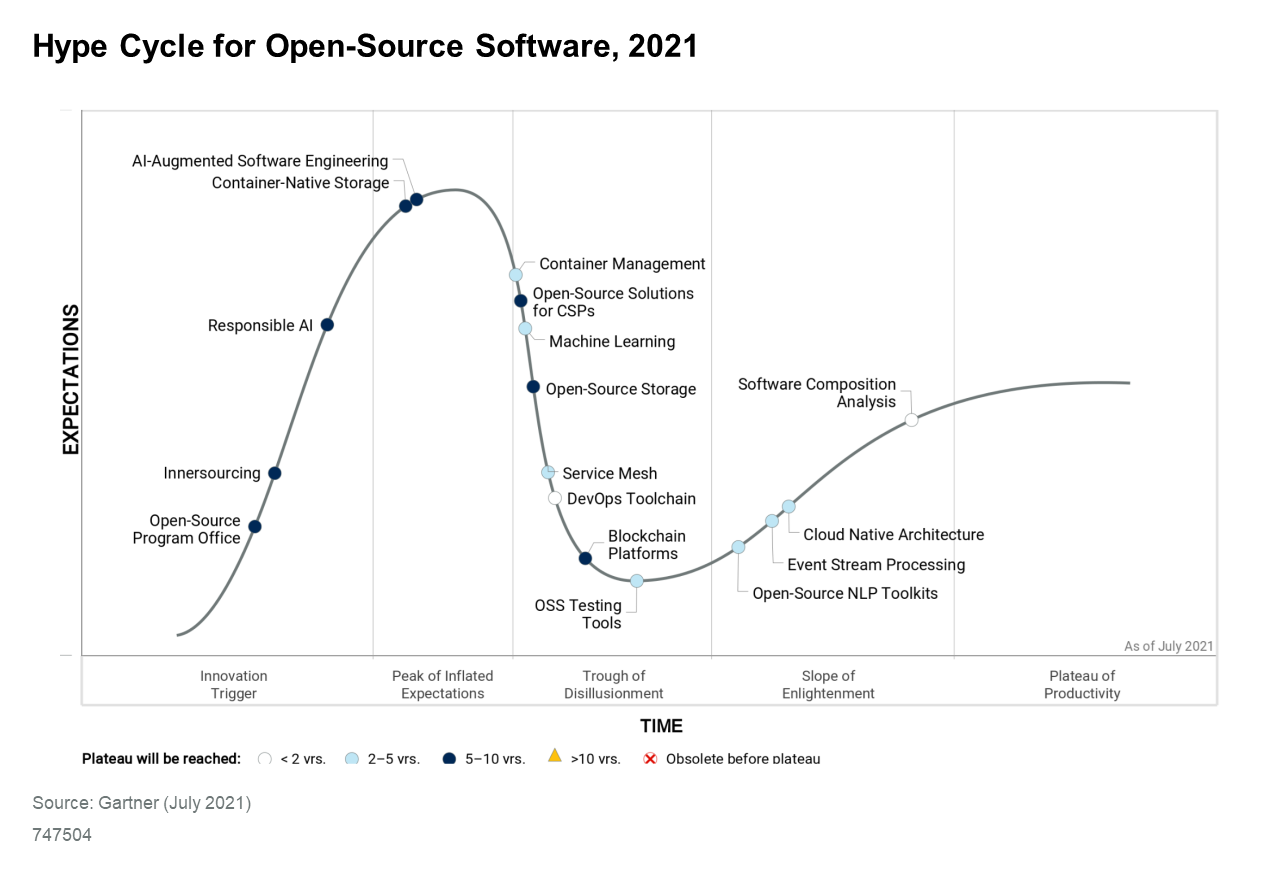 Hype Cycle for Open-Source Software, 2021
EXPECTATIONS
AI-Augmented Software Engineering
Container-Native Storage
Responsible AI
Innersourcing
Open-Source
Program Office
Container Management
Open-Source Solutions
for CSPs
Machine Learning
Open-Source Storage
Service Mesh
DevOps Toolchain
Blockchain
Platforms
OSS Testing
Tools
Software Composition
Analysis
Cloud Native Architecture
Event Stream Processing
Open-Source NLP Toolkits
As of July 2021
Innovation
Trigger
Peak of Inflated
Expectations
Trough of
Disillusionment
Slope of
Enlightenment
Plateau of
Productivity
TIME
Plateau will be reached: < 2 yrs. 2–5 yrs. 5–10 yrs. >10 yrs. Obsolete before plateau
Source: Gartner (July 2021)
747504